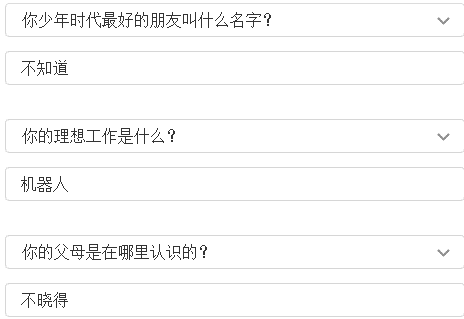 你少年时代最好的朋友叫什么名字？
不知道
你的理想工作是什么？
机器人
你的父母是在哪里认识的？
不晓得